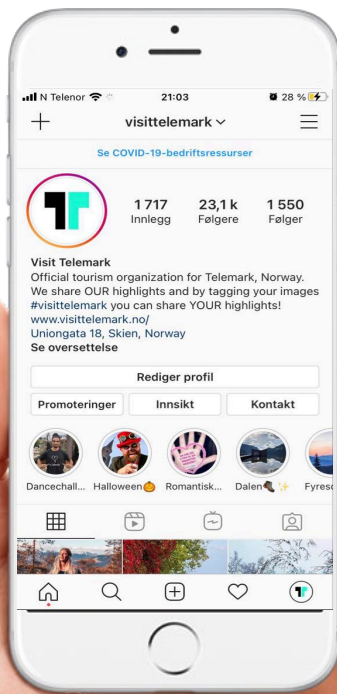 N Telenor 21:03 28 %
visittelemark
Se COVID-19-bedriftsressurser
1 717 23,1 k 1 550
Innlegg Følgere Følger
Visit Telemark
Official tourism organization for Telemark, Norway.
We share OUR highlights and by tagging your images
#visittelemark you can share YOUR highlights!
www.visittelemark.no/
Uniongata 18, Skien, Norway
Se oversettelse
Rediger profil
Promoteringer Innsikt Kontakt
Dancechall... Halloween Romantisk... Dalen Fyresd